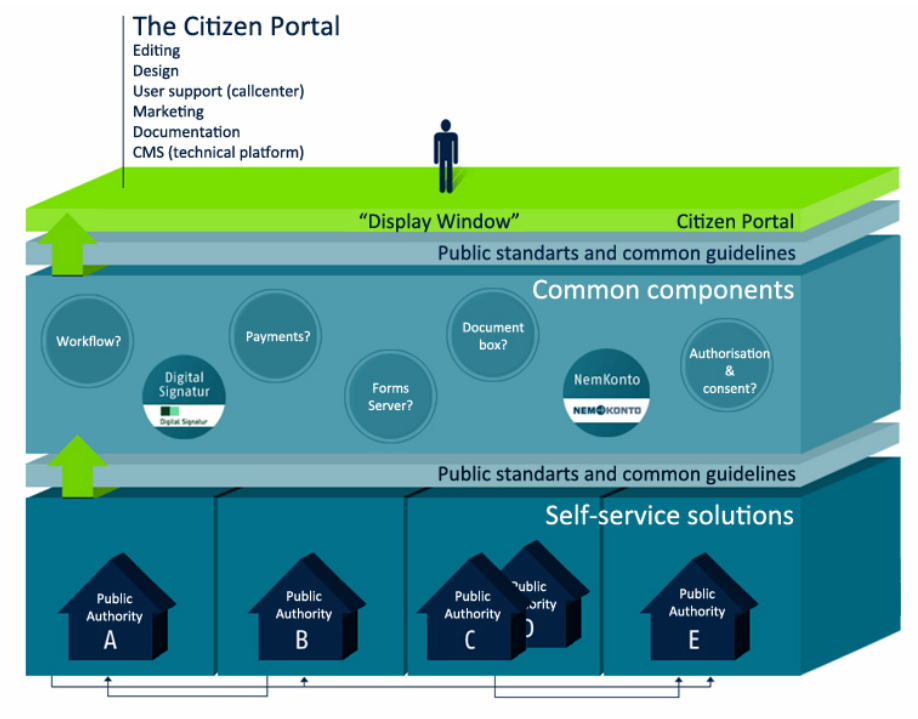 The Citizen Portal
Editing
Design
User support (callcenter)
Marketing
Documentation
CMS (technical platform)
“Display Window”
Citizen Portal
Public standarts and common guidelines
Common components
Workflow?
Digital
Signatur
Digital Signatur
Payments?
Forms
Server?
Document
box?
NemKonto
NEM KONTO
Authorisation
&
consent?
Public standarts and common guidelines
Self-service solutions
Public
Authority
A
Public
Authority
B
Public
Authority
C
Public
Authority
E